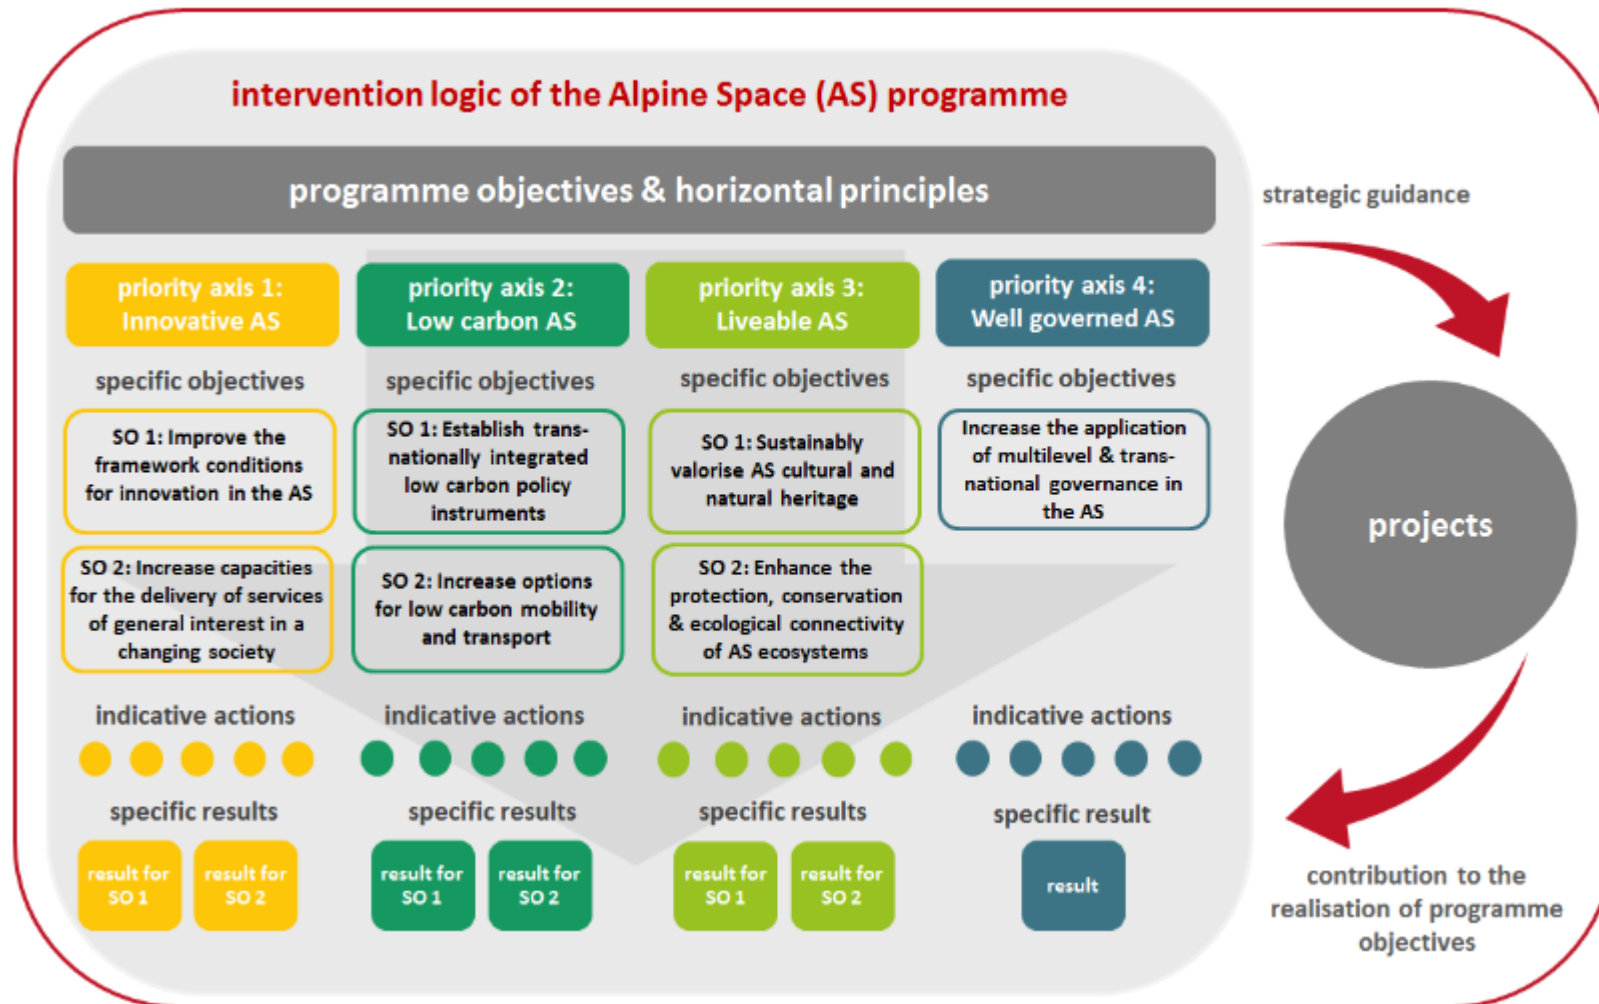 intervention logic of the Alpine Space (AS) programme
programme objectives & horizontal principles
strategic guidance
priority axis 1:
Innovative AS
priority axis 2:
Low carbon AS
priority axis 3:
Liveable AS
priority axis 4:
Well governed AS
specific objectives
specific objectives
specific objectives
specific objectives
SO 1: Improve the
framework conditions
for innovation in the AS
SO 1: Establish trans-
nationally integrated
low carbon policy
instruments
SO 1: Sustainably
valorise AS cultural and
natural heritage
Increase the application
of multilevel & trans-
national governance in
the AS
projects
SO 2: Increase capacities
for the delivery of services
of general interest in a
changing society
SO 2: Increase options
for low carbon mobility
and transport
SO 2: Enhance the
protection, conservation
& ecological connectivity
of AS ecosystems
indicative actions
indicative actions
indicative actions
indicative actions
specific results
specific results
specific results
specific result
result for
SO 1
result for
SO 2
result for
SO 1
result for
SO 2
result for
SO 1
result for
SO 2
result
contribution to the
realisation of programme
objectives